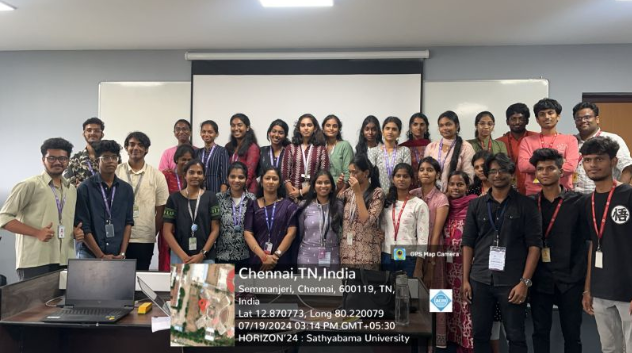 GPS Map Camera
Chennai,TN,India
Semmanjeri, Chennai, 600119, TN,
India
Lat 12.870773, Long 80.220079
07/19/2024 03:14 PM GMT+05:30
HORIZON'24 : Sathyabama University
悟